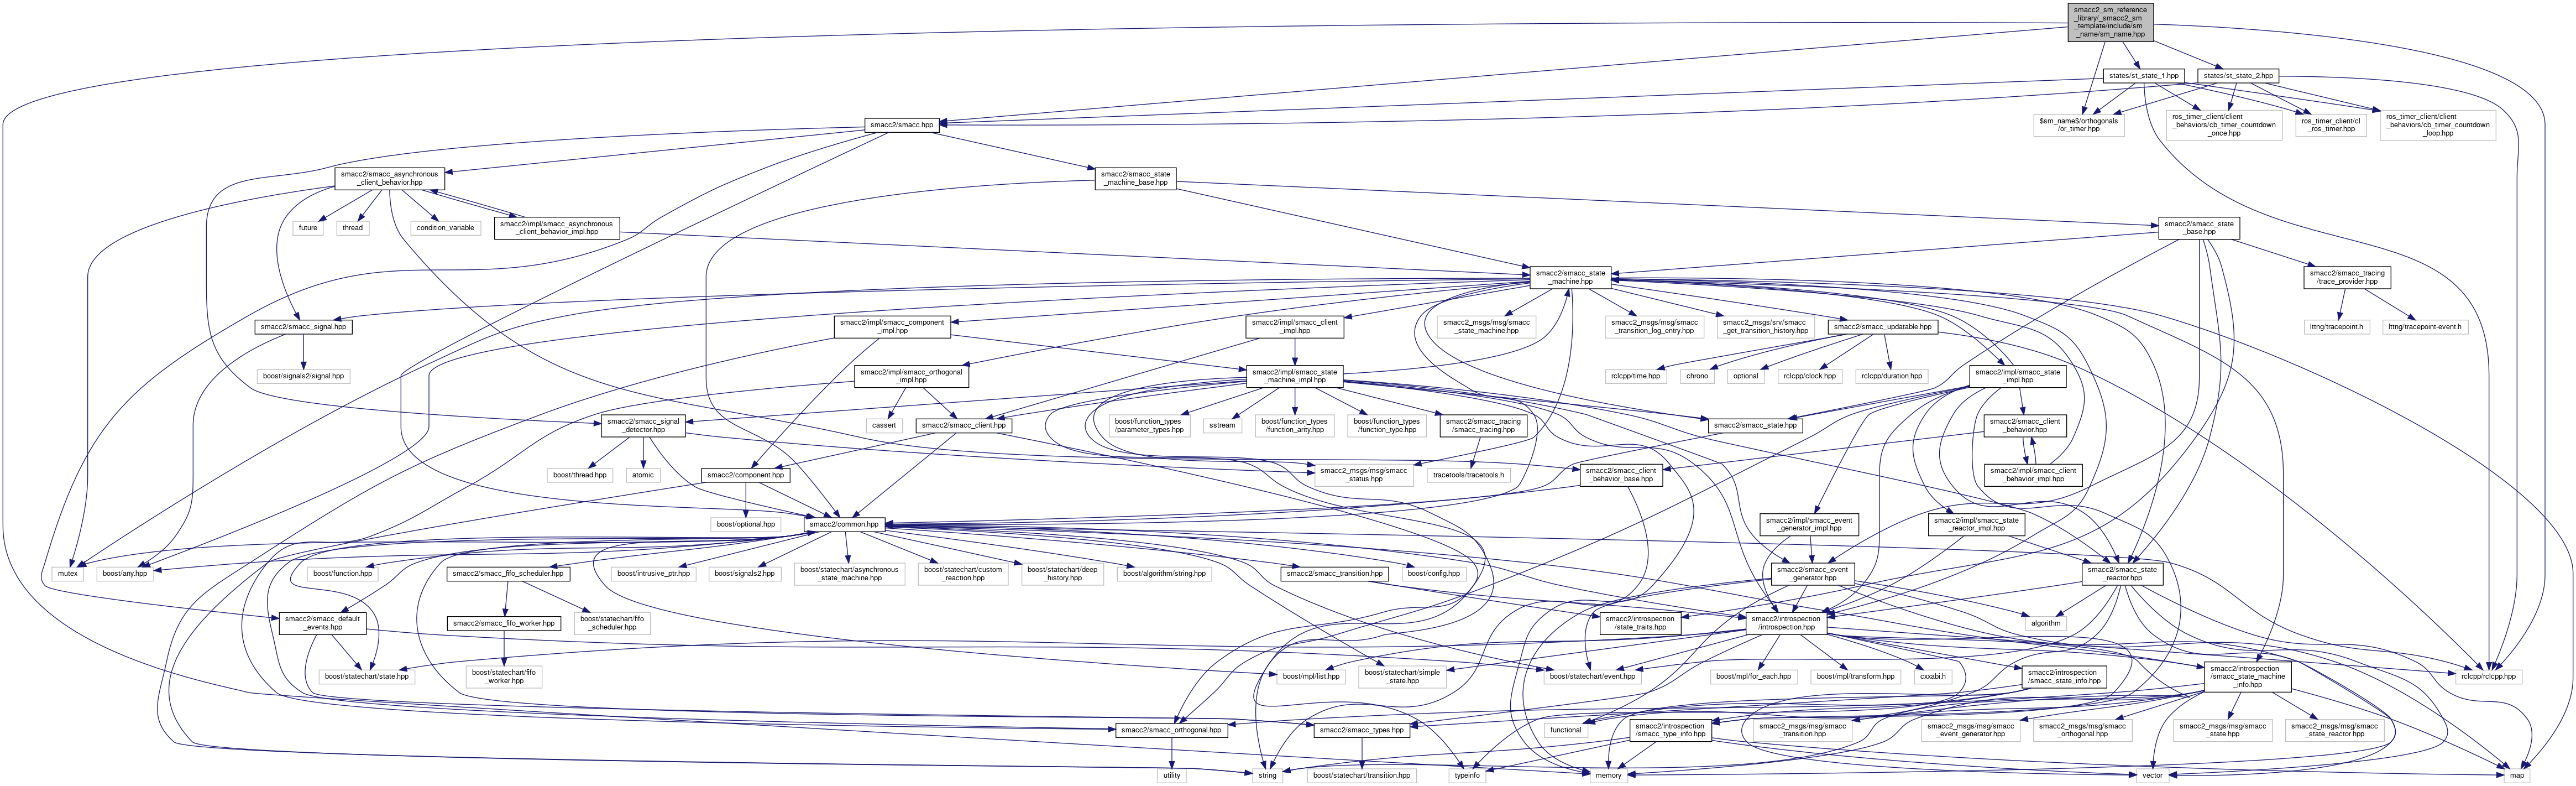 smacc2_sm_reference
_library/_smacc2_sm
_template/include/sm
_name/sm_name.hpp
states/st_state_1.hpp
states/st_state_2.hpp
smacc2/smacc.hpp
$sm_name$/orthogonals
/or_timer.hpp
ros_timer_client/client
_behaviors/cb_timer_countdown
_once.hpp
ros_timer_client/cl
_ros_timer.hpp
ros_timer_client/client
_behaviors/cb_timer_countdown
_loop.hpp
smacc2/smacc_asynchronous
_client_behavior.hpp
smacc2/smacc_state
_machine_base.hpp
future
thread
condition_variable
smacc2/impl/smacc_asynchronous
_client_behavior_impl.hpp
smacc2/smacc_state
_base.hpp
smacc2/smacc_state
_machine.hpp
smacc2/smacc_tracing
/trace_provider.hpp
smacc2/smacc_signal.hpp
smacc2/impl/smacc_component
_impl.hpp
smacc2/impl/smacc_client
_impl.hpp
smacc2_msgs/msg/smacc
_state_machine.hpp
smacc2_msgs/msg/smacc
_transition_log_entry.hpp
smacc2_msgs/srv/smacc
_get_transition_history.hpp
smacc2/smacc_updatable.hpp
lttng/tracepoint.h
lttng/tracepoint-event.h
boost/signals2/signal.hpp
smacc2/impl/smacc_orthogonal
_impl.hpp
smacc2/impl/smacc_state
_machine_impl.hpp
rclcpp/time.hpp
chrono
optional
rclcpp/clock.hpp
rclcpp/duration.hpp
smacc2/impl/smacc_state
_impl.hpp
smacc2/smacc_signal
_detector.hpp
cassert
smacc2/smacc_client.hpp
boost/function_types
/parameter_types.hpp
sstream
boost/function_types
/function_arity.hpp
boost/function_types
/function_type.hpp
smacc2/smacc_tracing
/smacc_tracing.hpp
smacc2/smacc_state.hpp
smacc2/smacc_client
_behavior.hpp
boost/thread.hpp
atomic
smacc2/component.hpp
smacc2_msgs/msg/smacc
_status.hpp
tracetools/tracetools.h
smacc2/smacc_client
_behavior_base.hpp
smacc2/impl/smacc_client
_behavior_impl.hpp
boost/optional.hpp
smacc2/common.hpp
smacc2/impl/smacc_event
_generator_impl.hpp
smacc2/impl/smacc_state
_reactor_impl.hpp
mutex
boost/any.hpp
boost/function.hpp
smacc2/smacc_fifo_scheduler.hpp
boost/intrusive_ptr.hpp
boost/signals2.hpp
boost/statechart/asynchronous
_state_machine.hpp
boost/statechart/custom
_reaction.hpp
boost/statechart/deep
_history.hpp
boost/algorithm/string.hpp
smacc2/smacc_transition.hpp
boost/config.hpp
smacc2/smacc_event
_generator.hpp
smacc2/smacc_state
_reactor.hpp
smacc2/smacc_default
_events.hpp
smacc2/smacc_fifo_worker.hpp
boost/statechart/fifo
_scheduler.hpp
smacc2/introspection
/state_traits.hpp
smacc2/introspection
/introspection.hpp
algorithm
boost/statechart/state.hpp
boost/statechart/fifo
_worker.hpp
boost/mpl/list.hpp
boost/statechart/simple
_state.hpp
boost/statechart/event.hpp
boost/mpl/for_each.hpp
boost/mpl/transform.hpp
cxxabi.h
smacc2/introspection
/smacc_state_info.hpp
smacc2/introspection
/smacc_state_machine
_info.hpp
rclcpp/rclcpp.hpp
smacc2/smacc_orthogonal.hpp
smacc2/smacc_types.hpp
functional
smacc2/introspection
/smacc_type_info.hpp
smacc2_msgs/msg/smacc
_transition.hpp
smacc2_msgs/msg/smacc
_event_generator.hpp
smacc2_msgs/msg/smacc
_orthogonal.hpp
smacc2_msgs/msg/smacc
_state.hpp
smacc2_msgs/msg/smacc
_state_reactor.hpp
utility
string
boost/statechart/transition.hpp
typeinfo
memory
vector
map